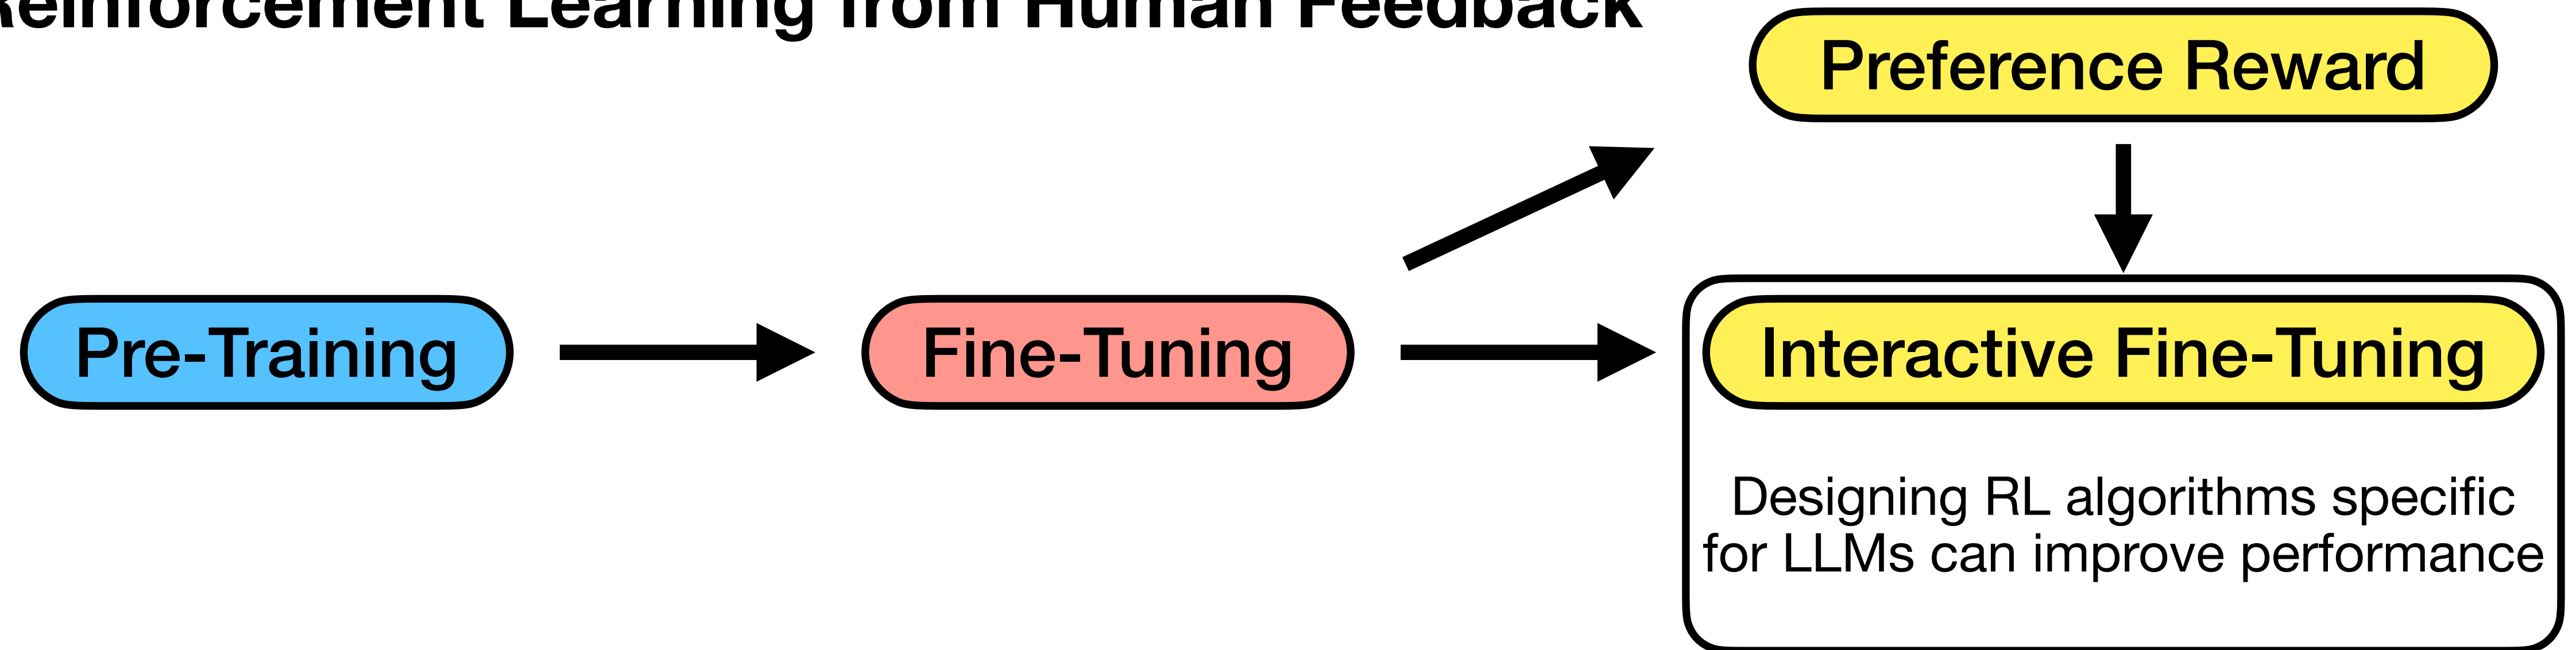 Reinforcement Learning from Human Feedback
Preference Reward
Pre-Training
Fine-Tuning
Interactive Fine-Tuning
Designing RL algorithms specific
for LLMs can improve performance